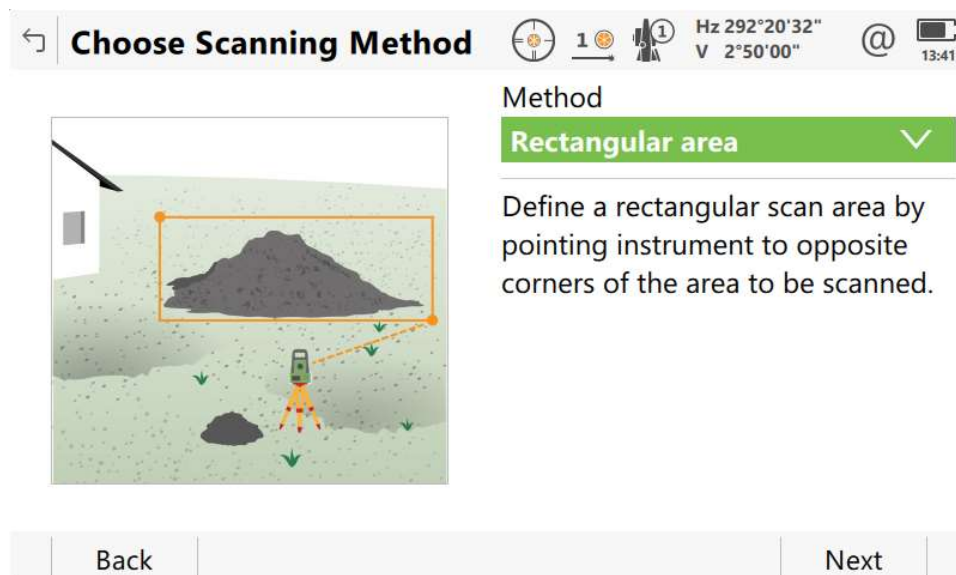 Choose Scanning Method
1
1
Hz 292°20'32"
V 2°50'00"
@
13:41
Method
Rectangular area
Define a rectangular scan area by
pointing instrument to opposite
corners of the area to be scanned.
Back
Next